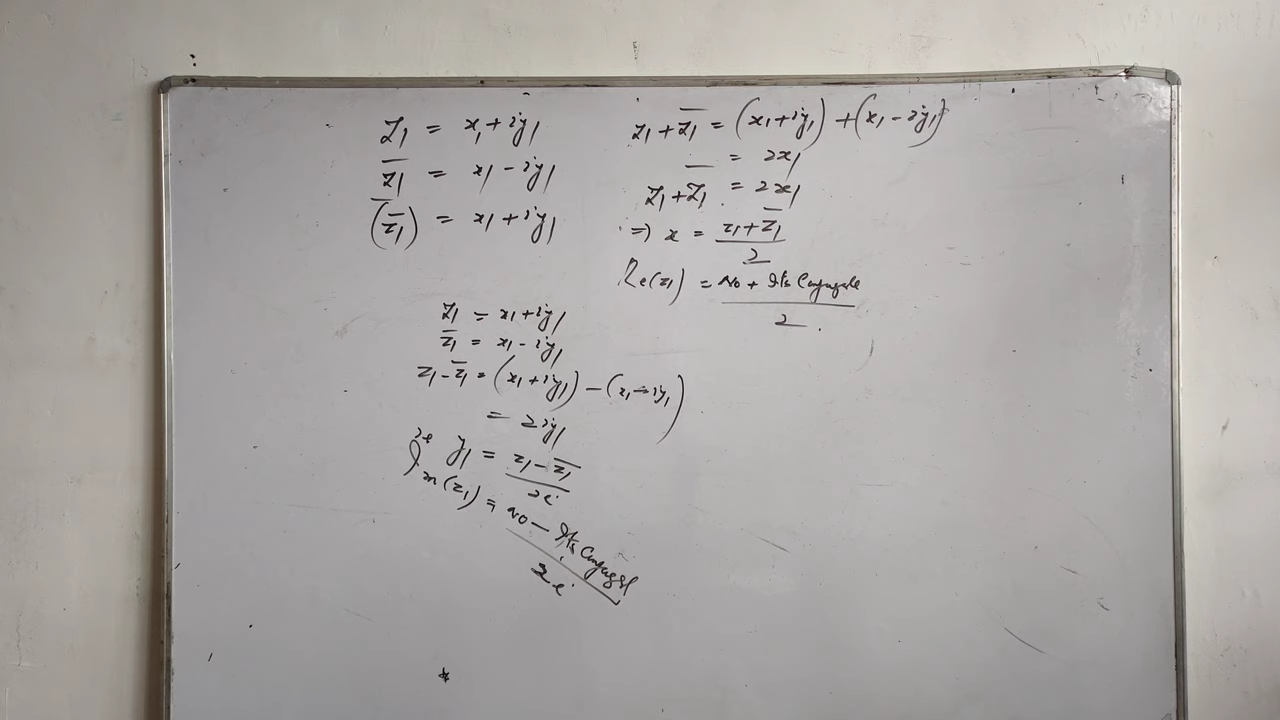 z₁ = x₁ + iy₁
z̅₁ = x₁ - iy₁
(z̅₁)̅ = x₁ + iy₁
z₁ + z̅₁ = (x₁ + iy₁) + (x₁ - iy₁)
= 2x₁
z₁ + z̅₁ = 2x₁
⇒ x = (z₁ + z̅₁)/2
Re(z₁) = (No + Its Conjugate)/2
z₁ = x₁ + iy₁
z̅₁ = x₁ - iy₁
z₁ - z̅₁ = (x₁ + iy₁) - (x₁ - iy₁)
= 2iy₁
y₁ = (z₁ - z̅₁)/2i
Im(z₁) = (No - Its Conjugate)/2i